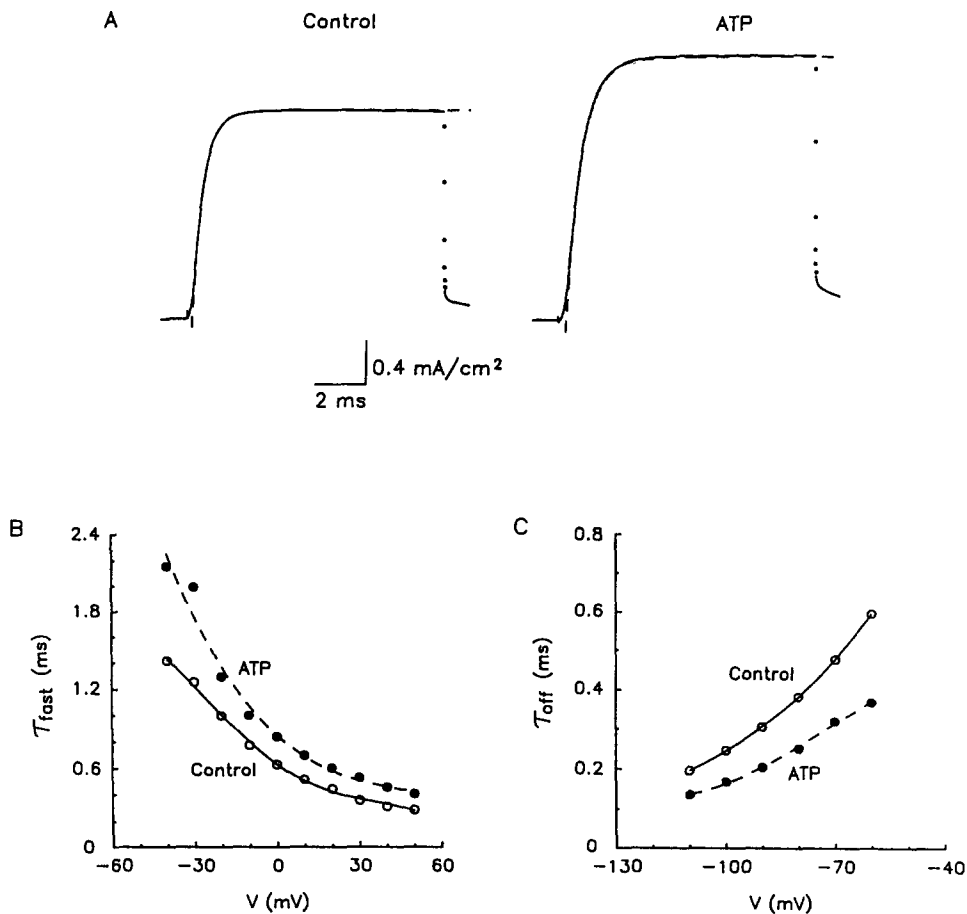 A
Control
ATP
0.4 mA/cm²
2 ms
B
2.4
1.8
1.2
0.6
0
τfast (ms)
ATP
Control
−60
−30
0
30
60
V (mV)
C
0.8
0.6
0.4
0.2
0
τoff (ms)
Control
ATP
−130
−100
−70
−40
V (mV)